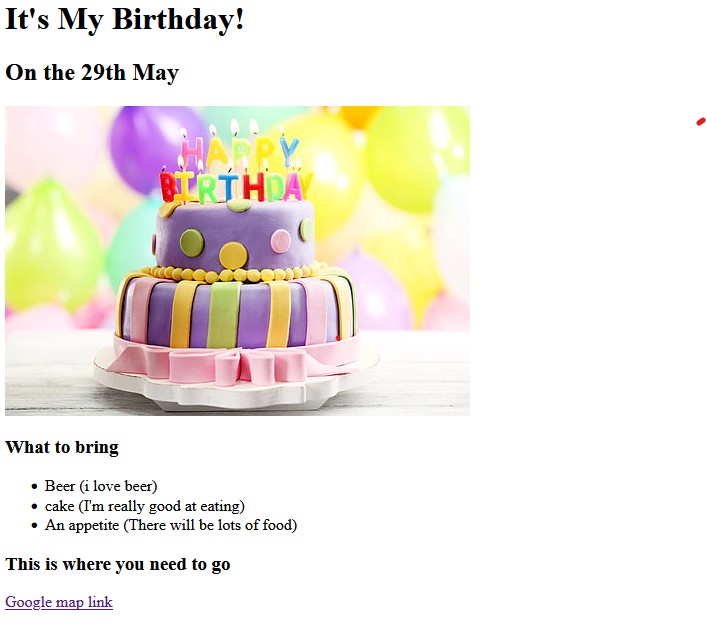 It's My Birthday!
On the 29th May
HAPPY
BIRTHDAY
What to bring
Beer (i love beer)
cake (I'm really good at eating)
An appetite (There will be lots of food)
This is where you need to go
Google map link